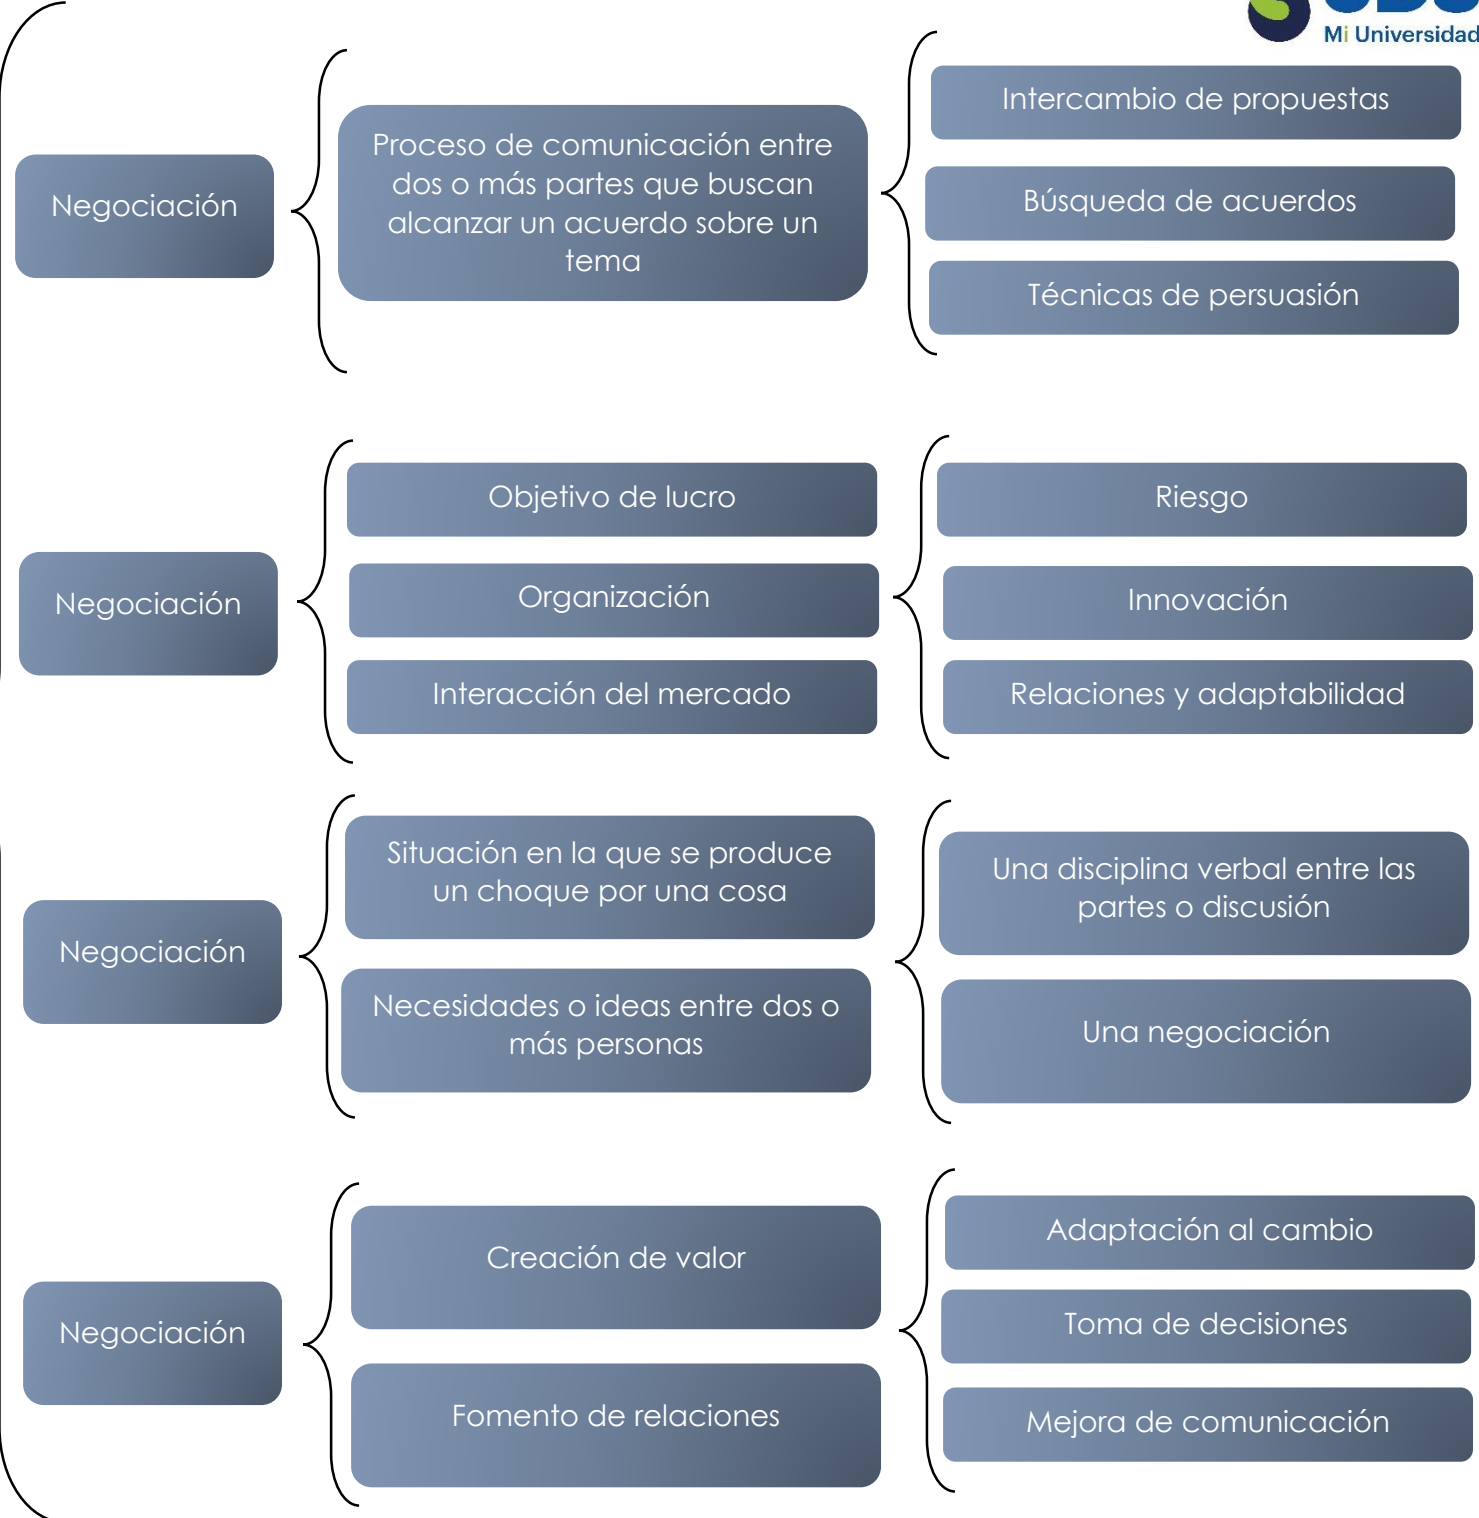 Mi Universidad
Negociación
Proceso de comunicación entre
dos o más partes que buscan
alcanzar un acuerdo sobre un
tema
Intercambio de propuestas
Búsqueda de acuerdos
Técnicas de persuasión
Negociación
Objetivo de lucro
Organización
Interacción del mercado
Riesgo
Innovación
Relaciones y adaptabilidad
Negociación
Situación en la que se produce
un choque por una cosa
Necesidades o ideas entre dos o
más personas
Una disciplina verbal entre las
partes o discusión
Una negociación
Negociación
Creación de valor
Fomento de relaciones
Adaptación al cambio
Toma de decisiones
Mejora de comunicación